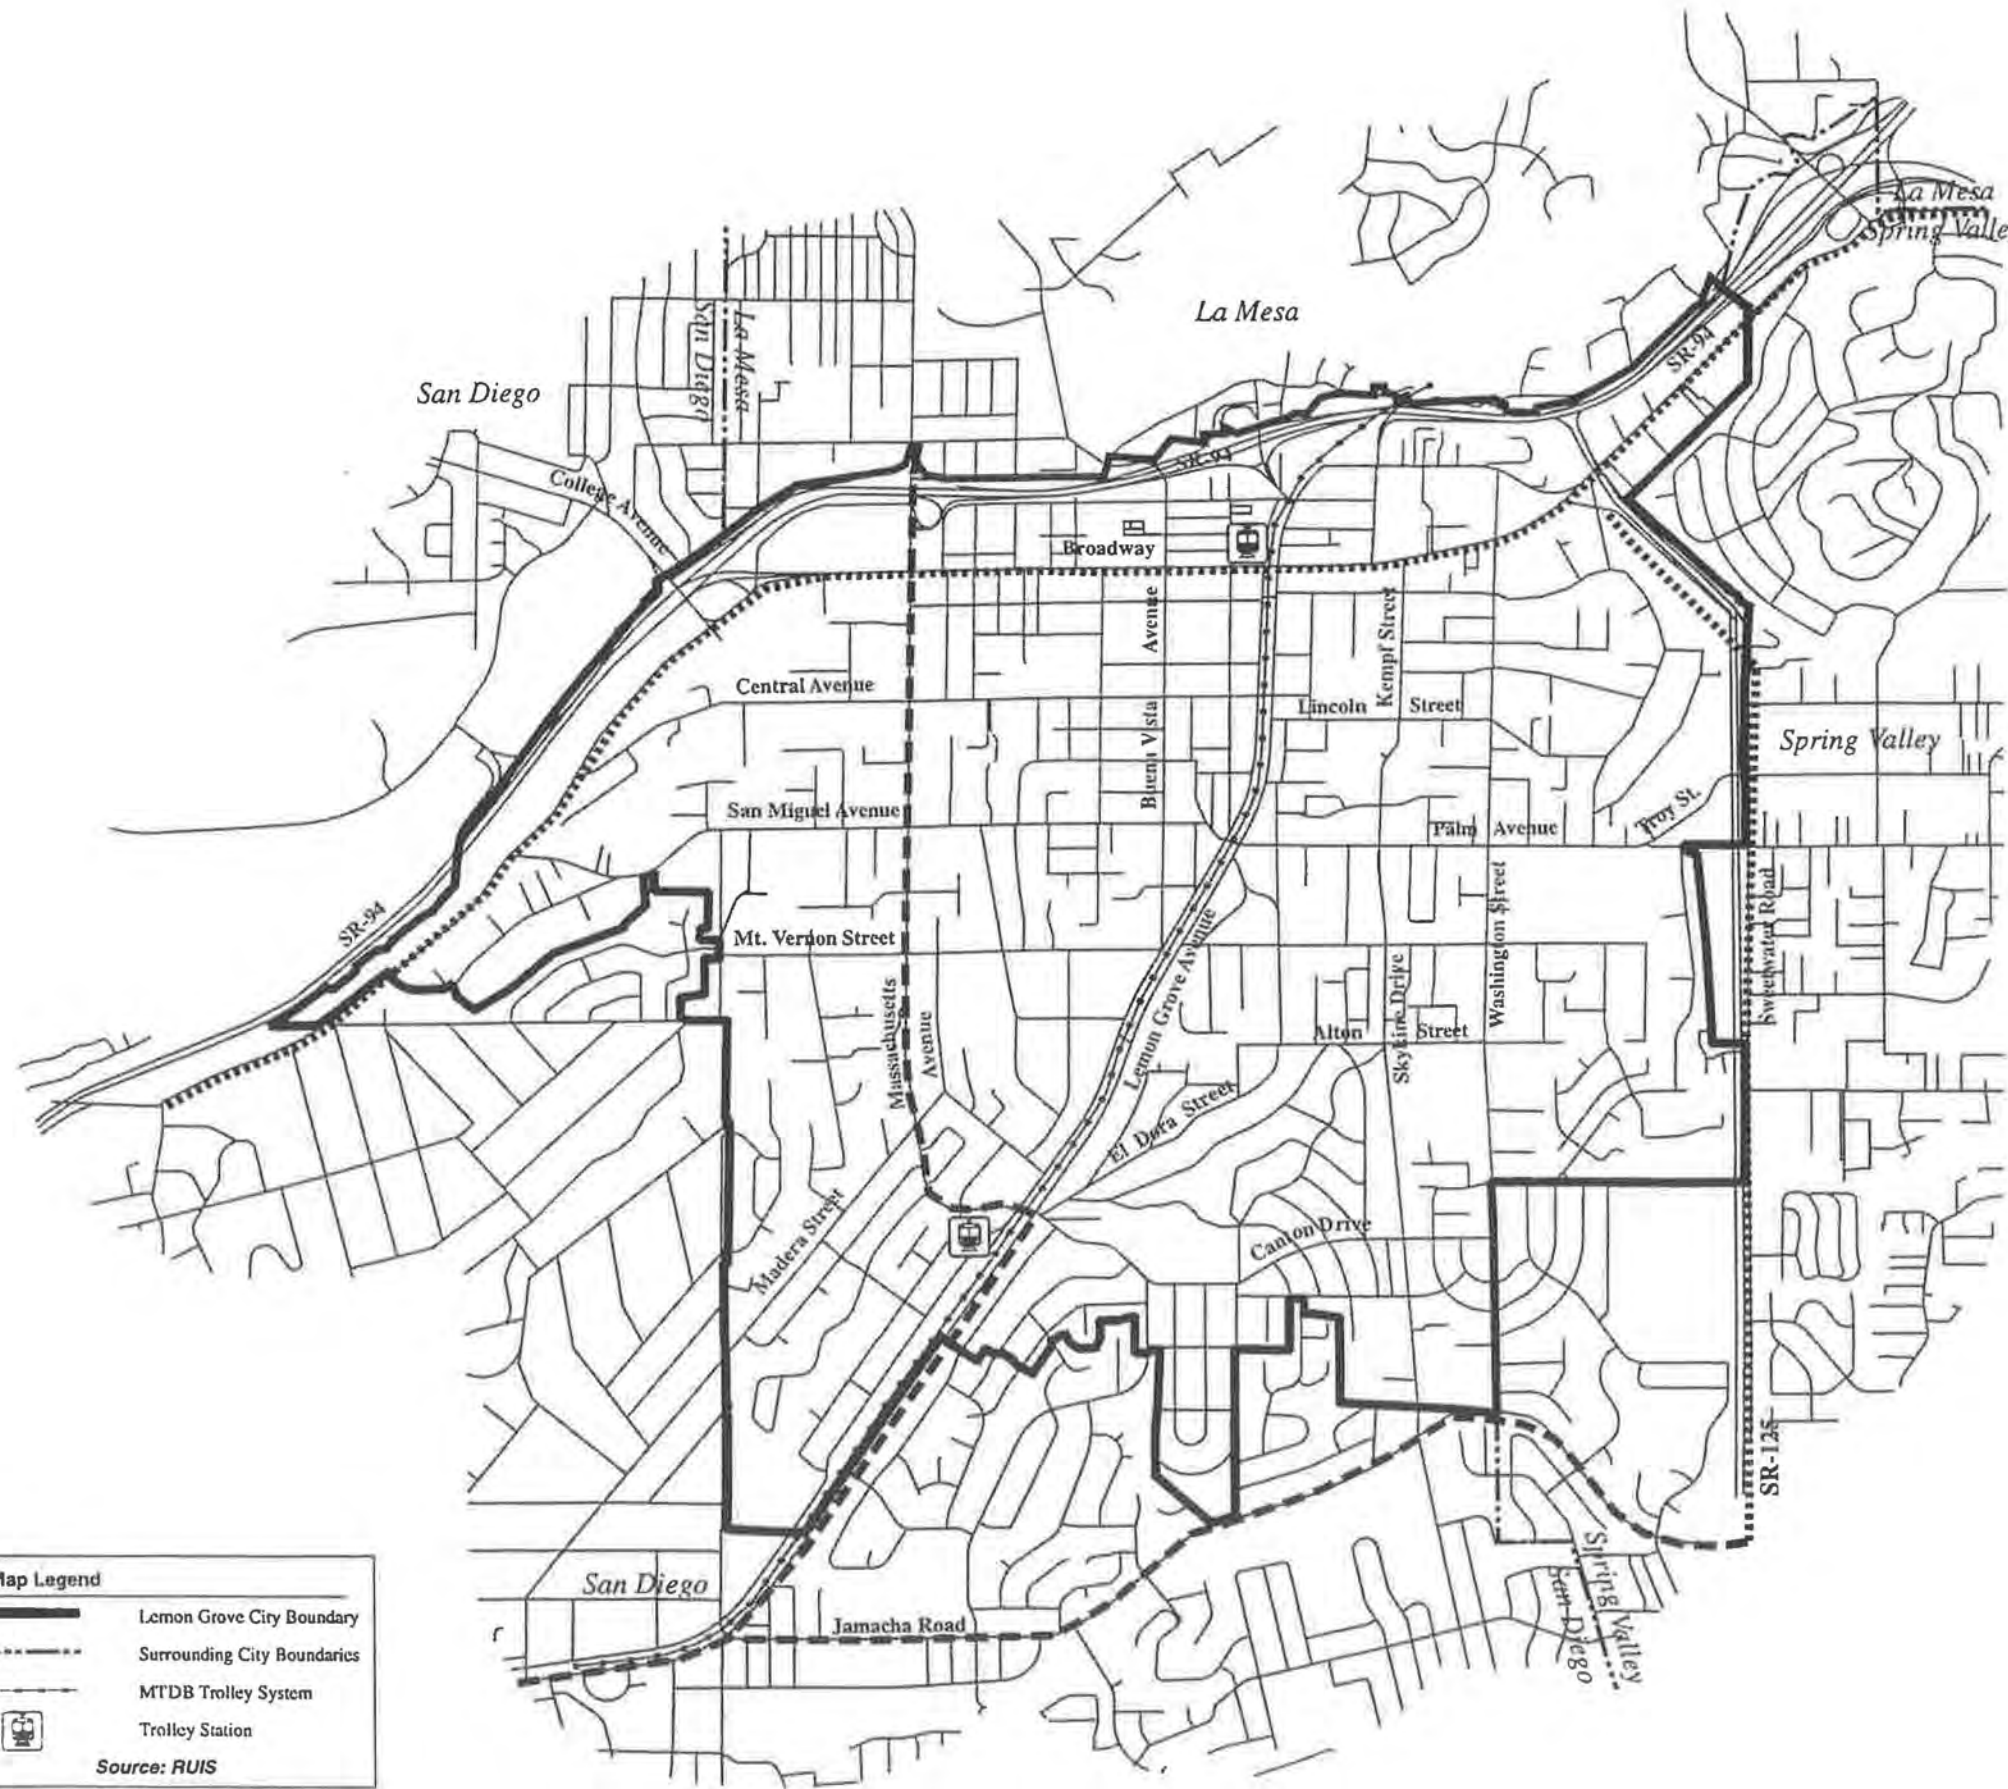 La Mesa
Spring Valle
La Mesa
San Diego
La Mesa
San Diego
SR-94
College Avenue
SR-94
Broadway
Avenue
Kempf Street
Central Avenue
Lincoln Street
Buena Vista
Spring Valley
San Miguel Avenue
Palm Avenue
Troy St.
Sweetwater Road
Washington Street
SR-94
Mt. Vernon Street
Lemon Grove Avenue
Skyline Drive
Massachusetts
Avenue
Alton Street
El Dora Street
Madera Street
Canton Drive
SR-125
San Diego
Spring Valley
San Diego
Jamacha Road
Map Legend
Lemon Grove City Boundary
Surrounding City Boundaries
MTDB Trolley System
Trolley Station
Source: RUIS